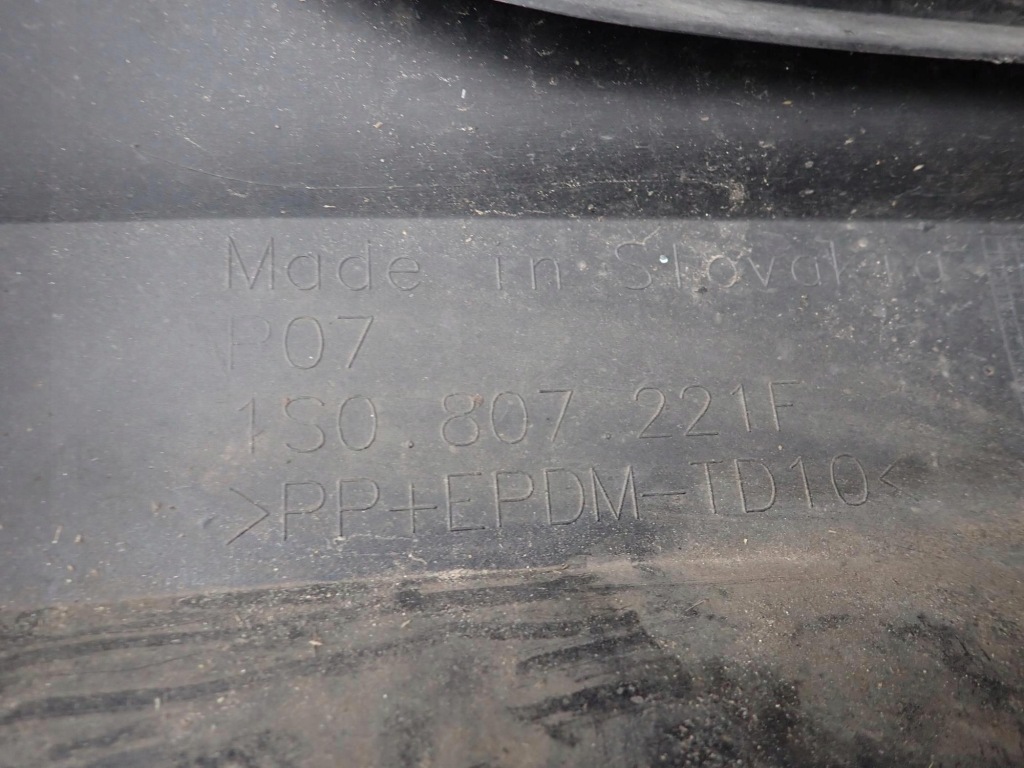 Made in Slovakia
P07
1S0.807.221F
>PP+EPDM-TD10<